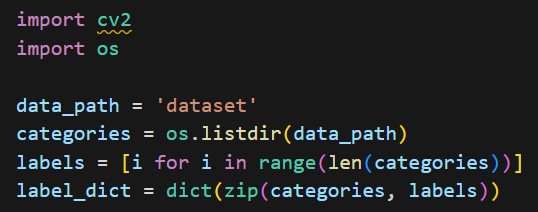 import cv2
import os

data_path = 'dataset'
categories = os.listdir(data_path)
labels = [i for i in range(len(categories))]
label_dict = dict(zip(categories, labels))